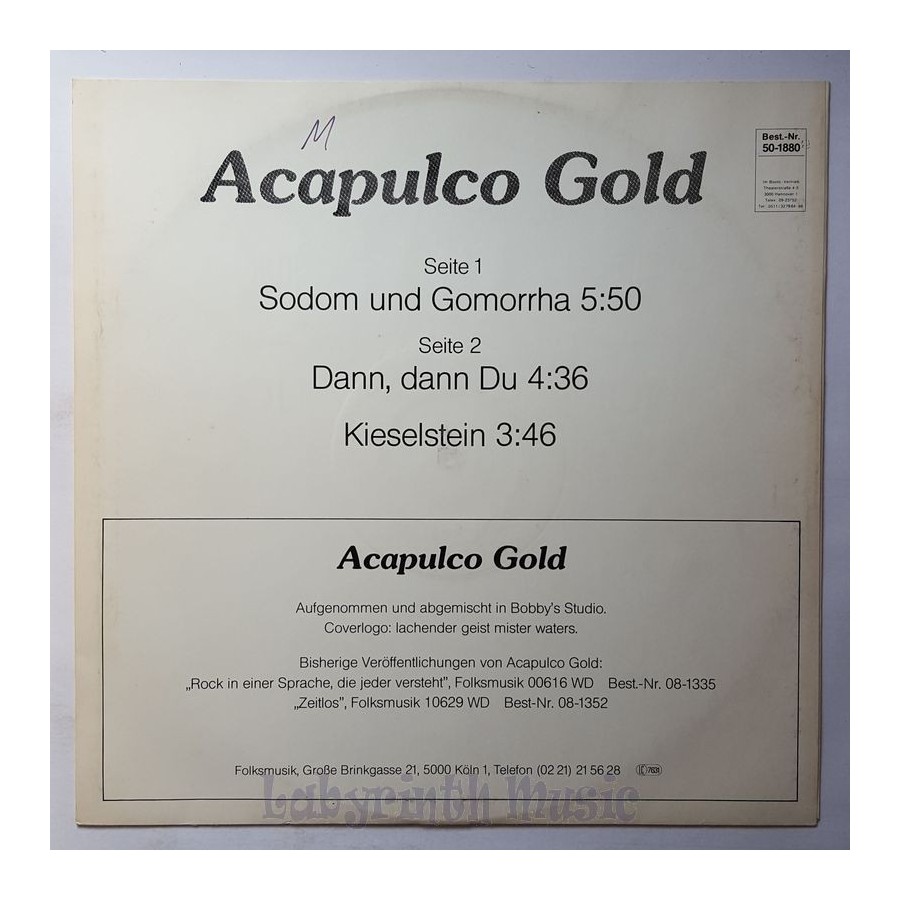 M
Acapulco Gold
Best.-Nr.
50-1880
Seite 1
Sodom und Gomorrha 5:50
Seite 2
Dann, dann Du 4:36
Kieselstein 3:46
Acapulco Gold
Aufgenommen und abgemischt in Bobby's Studio.
Coverlogo: lachender geist mister waters.
Bisherige Veröffentlichungen von Acapulco Gold:
„Rock in einer Sprache, die jeder versteht", Folksmusik 00616 WD Best.-Nr. 08-1335
„Zeitlos", Folksmusik 10629 WD Best-Nr. 08-1352
Folksmusik, Große Brinkgasse 21, 5000 Köln 1, Telefon (02 21) 21 56 28
Labyrinth Music